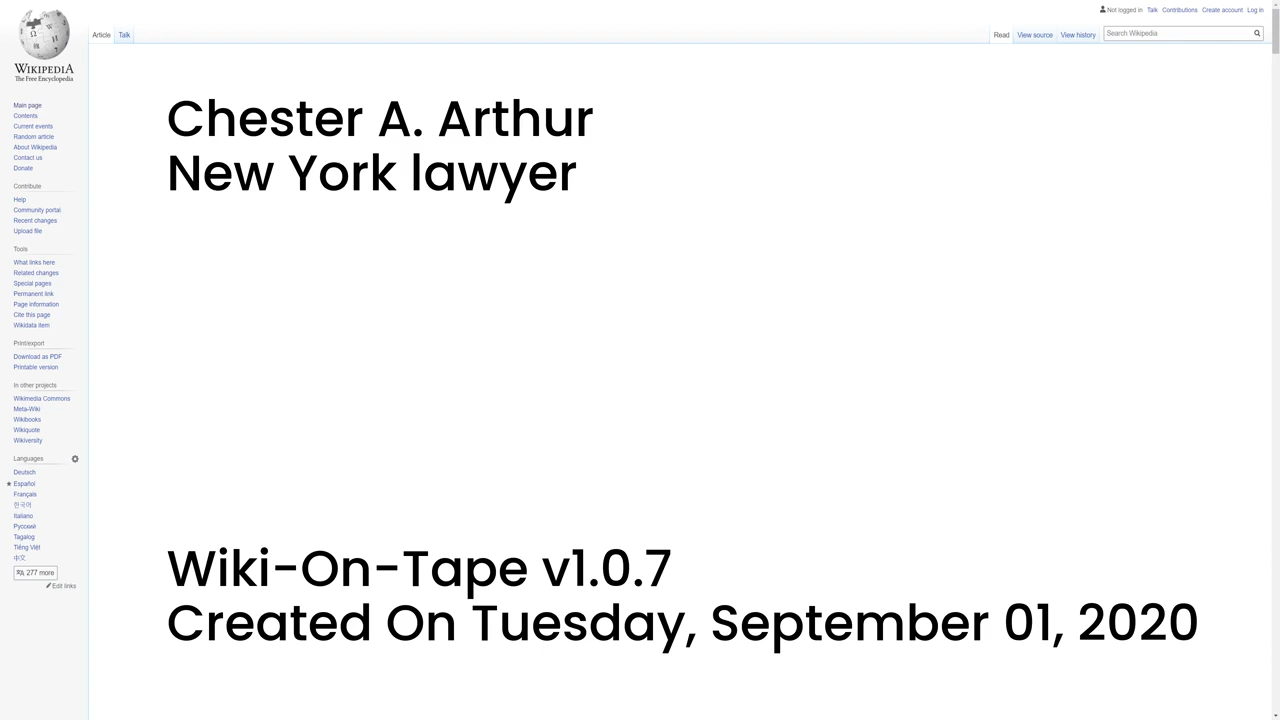 Not logged in Talk Contributions Create account Log in
Article Talk Read View source View history Search Wikipedia
WIKIPEDIA
The Free Encyclopedia
Main page
Contents
Current events
Random article
About Wikipedia
Contact us
Donate
Contribute
Help
Community portal
Recent changes
Upload file
Tools
What links here
Related changes
Special pages
Permanent link
Page information
Cite this page
Wikidata item
Print/export
Download as PDF
Printable version
In other projects
Wikimedia Commons
Meta-Wiki
Wikibooks
Wikiquote
Wikiversity
Languages
Deutsch
Español
Français
한국어
Italiano
Русский
Tagalog
Tiếng Việt
中文
277 more
Edit links
Chester A. Arthur
New York lawyer
Wiki-On-Tape v1.0.7
Created On Tuesday, September 01, 2020